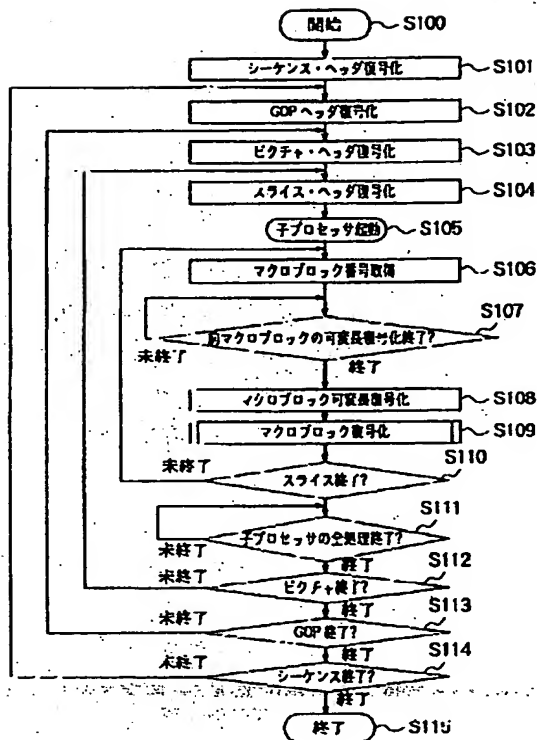 開始 S100
シーケンス・ヘッダ復号化 S101
GOPヘッダ復号化 S102
ピクチャ・ヘッダ復号化 S103
スライス・ヘッダ復号化 S104
子プロセッサ起動 S105
マクロブロック番号取得 S106
S107
前マクロブロックの可変長復号化終了?
未終了
終了
マクロブロック可変長復号化 S108
マクロブロック復号化 S109
未終了
スライス終了? S110
S111
子プロセッサの全処理終了?
未終了
終了
未終了
ピクチャ終了? S112
終了
未終了
GOP終了? S113
終了
未終了
シーケンス終了? S114
終了
終了 S115